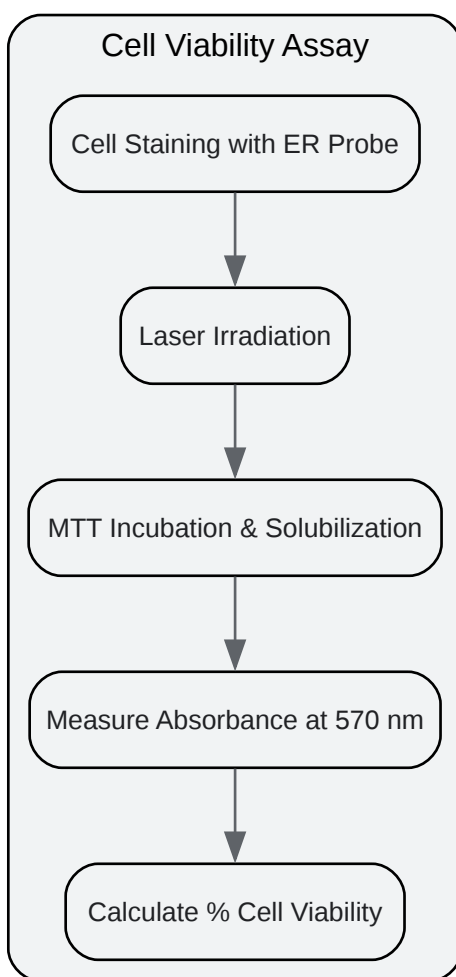 Cell Viability Assay
Cell Staining with ER Probe
Laser Irradiation
MTT Incubation & Solubilization
Measure Absorbance at 570 nm
Calculate % Cell Viability